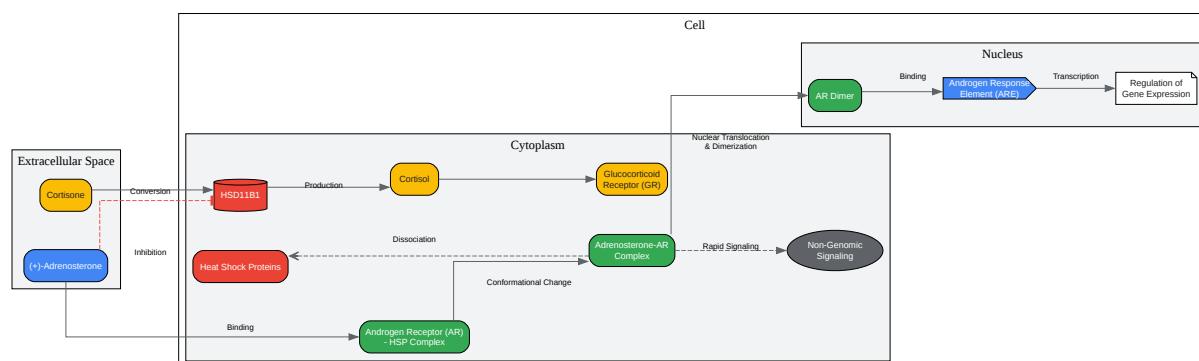 Cell
Nucleus
AR Dimer
Binding
Androgen Response
Element (ARE)
Transcription
Regulation of
Gene Expression
Nuclear Translocation
& Dimerization
Cytoplasm
Extracellular Space
Cortisone
Conversion
HSD11B1
Production
Cortisol
Glucocorticoid
Receptor (GR)
(+)-Adrenosterone
Inhibition
Heat Shock Proteins
Dissociation
Adrenosterone-AR
Complex
Rapid Signaling
Non-Genomic
Signaling
Conformational Change
Binding
Androgen Receptor (AR)
- HSP Complex